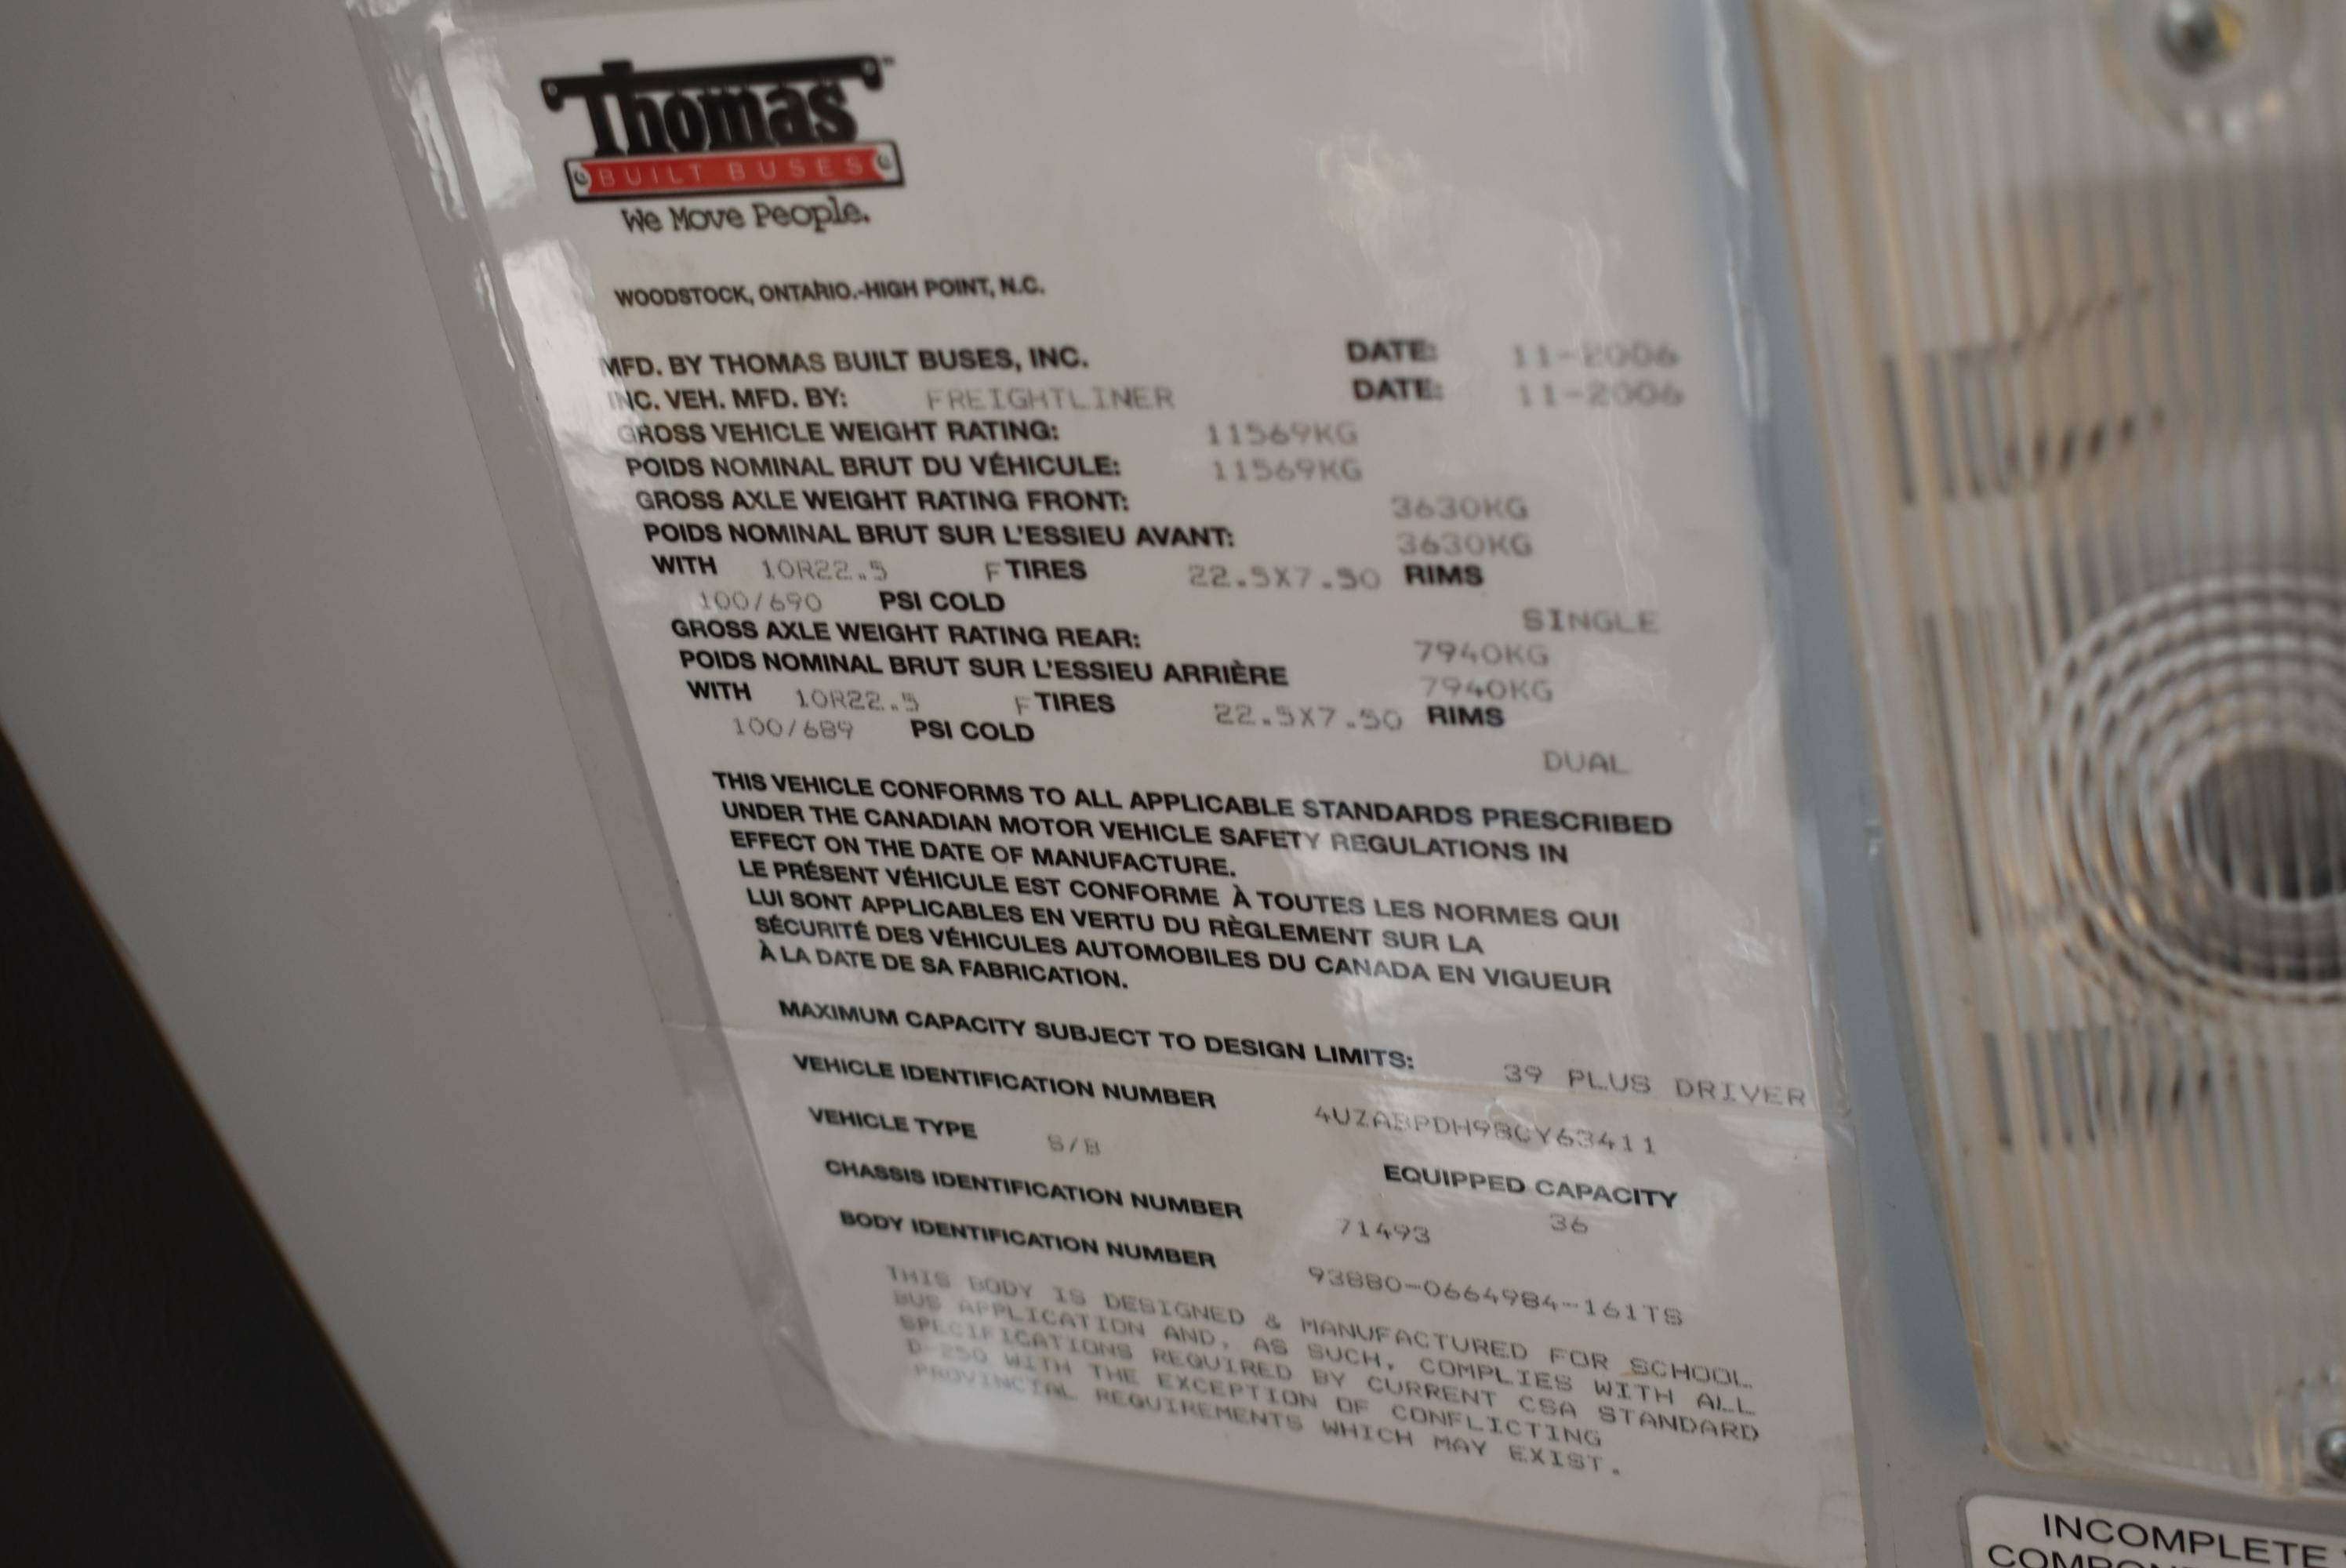 Thomas™
BUILT BUSES
We Move People.
WOODSTOCK, ONTARIO.-HIGH POINT, N.C.
MFD. BY THOMAS BUILT BUSES, INC. DATE: 11-2006
INC. VEH. MFD. BY: FREIGHTLINER DATE: 11-2006
GROSS VEHICLE WEIGHT RATING: 11569KG
POIDS NOMINAL BRUT DU VÉHICULE: 11569KG
GROSS AXLE WEIGHT RATING FRONT: 3630KG
POIDS NOMINAL BRUT SUR L'ESSIEU AVANT: 3630KG
WITH 10R22.5 F TIRES 22.5X7.50 RIMS
100/690 PSI COLD SINGLE
GROSS AXLE WEIGHT RATING REAR: 7940KG
POIDS NOMINAL BRUT SUR L'ESSIEU ARRIÈRE 7940KG
WITH 10R22.5 F TIRES 22.5X7.50 RIMS
100/689 PSI COLD DUAL
THIS VEHICLE CONFORMS TO ALL APPLICABLE STANDARDS PRESCRIBED
UNDER THE CANADIAN MOTOR VEHICLE SAFETY REGULATIONS IN
EFFECT ON THE DATE OF MANUFACTURE.
LE PRÉSENT VÉHICULE EST CONFORME À TOUTES LES NORMES QUI
LUI SONT APPLICABLES EN VERTU DU RÈGLEMENT SUR LA
SÉCURITÉ DES VÉHICULES AUTOMOBILES DU CANADA EN VIGUEUR
À LA DATE DE SA FABRICATION.
MAXIMUM CAPACITY SUBJECT TO DESIGN LIMITS: 39 PLUS DRIVER
VEHICLE IDENTIFICATION NUMBER
VEHICLE TYPE S/B EQUIPPED CAPACITY
CHASSIS IDENTIFICATION NUMBER 71493 36
BODY IDENTIFICATION NUMBER
THIS BODY IS DESIGNED & MANUFACTURED FOR SCHOOL
BUS APPLICATION AND, AS SUCH, COMPLIES WITH ALL
SPECIFICATIONS REQUIRED BY CURRENT CSA STANDARD
D-250 WITH THE EXCEPTION OF CONFLICTING
PROVINCIAL REQUIREMENTS WHICH MAY EXIST.
INCOMPLETE